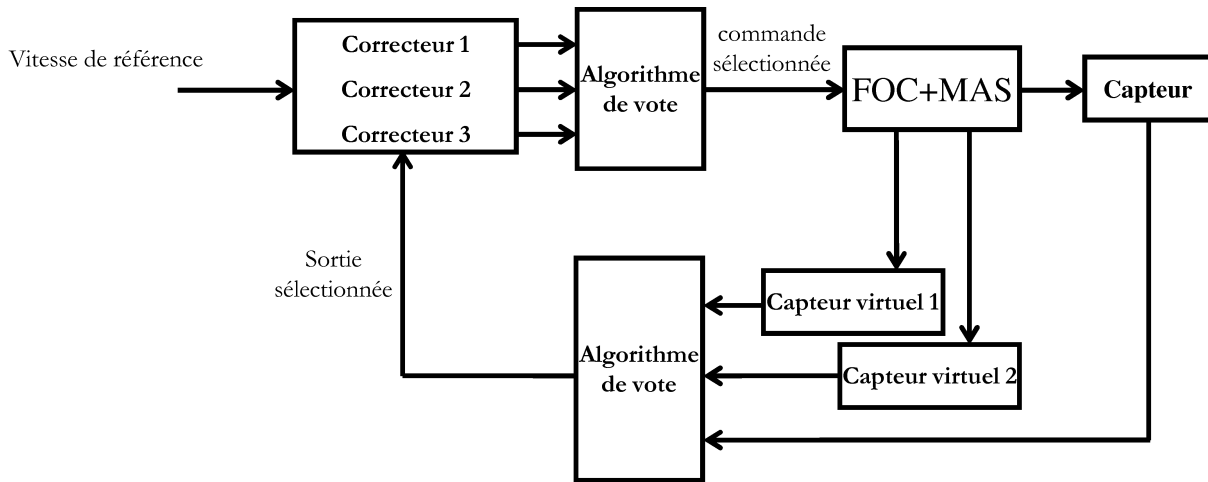 Vitesse de référence
Correcteur 1
Correcteur 2
Correcteur 3
Algorithme
de vote
commande
sélectionnée
FOC+MAS
Capteur
Sortie
sélectionnée
Algorithme
de vote
Capteur virtuel 1
Capteur virtuel 2